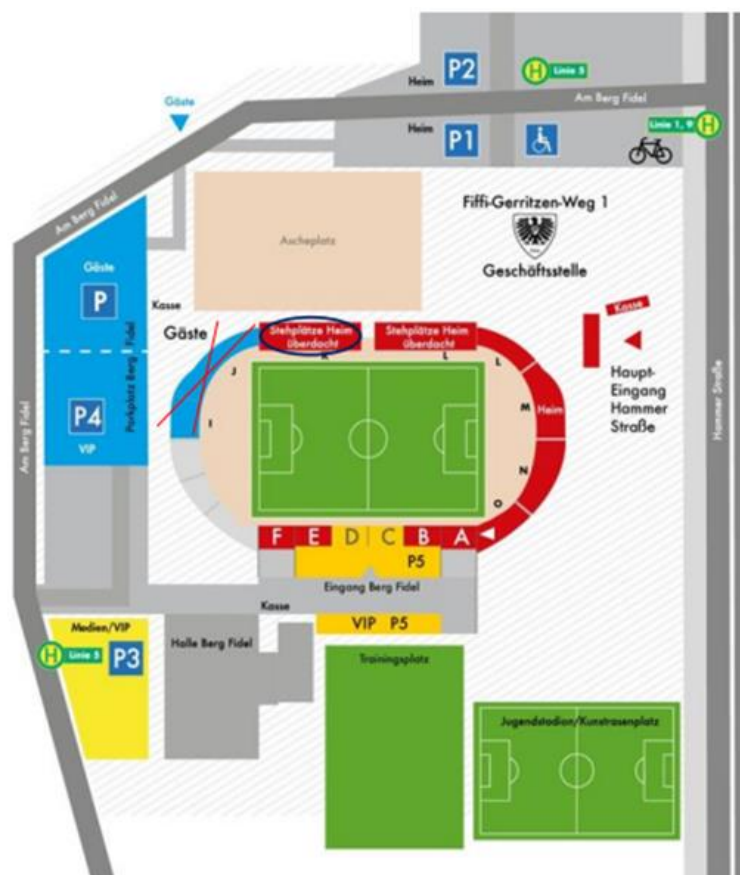 P2
Heim
H Linie 5
Am Berg Fidel
Gäste
Heim
P1
Linie 1, 9 H
Am Berg Fidel
Fiffi-Gerritzen-Weg 1
Geschäftsstelle
Ascheplatz
Gäste
P
Kasse
Gäste
Parkplatz Berg Fidel
Stehplätze Heim
überdacht
Stehplätze Heim
überdacht
Kasse
Haupt-
Eingang
Hammer
Straße
Hammer Straße
J
K
L
L
M
Heim
I
N
O
P4
VIP
Am Berg Fidel
F E D C B A
P5
Eingang Berg Fidel
Kasse
VIP P5
Medien/VIP
H Linie 5
P3
Halle Berg Fidel
Trainingsplatz
Jugendstadion/Kunstrasenplatz